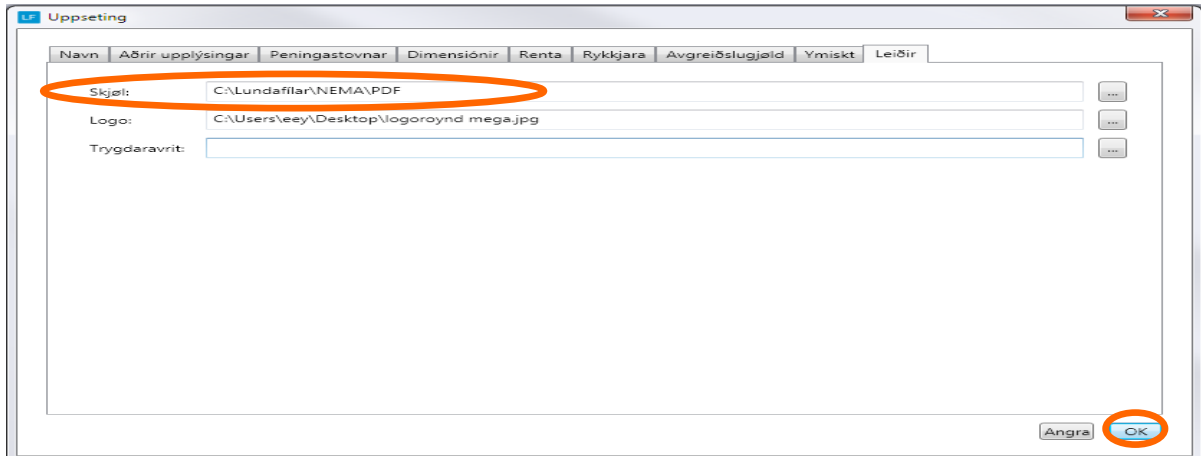 LF Uppseting
Navn Aðrir upplýsingar Peningastovnar Dimensiónir Renta Rykkjara Avgreiðslugjøld Ymiskt Leiðir
Skjøl: C:\Lundafílar\NEMA\PDF ...
Logo: C:\Users\eey\Desktop\logoroynd mega.jpg ...
Trygdaravrit: ...
Angra OK